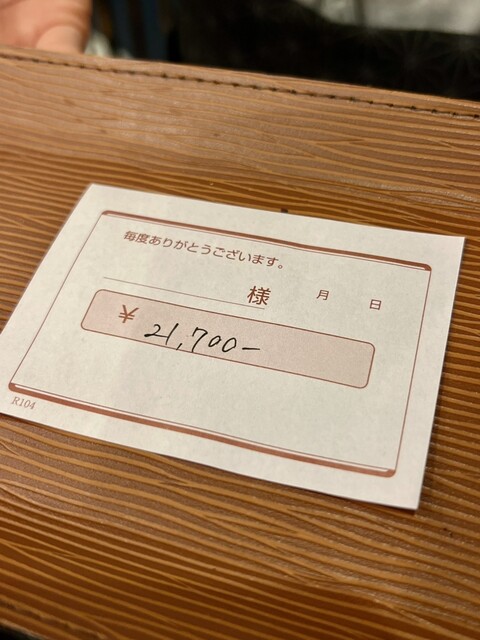 毎度ありがとうございます。
様 月 日
¥ 21,700-
R104